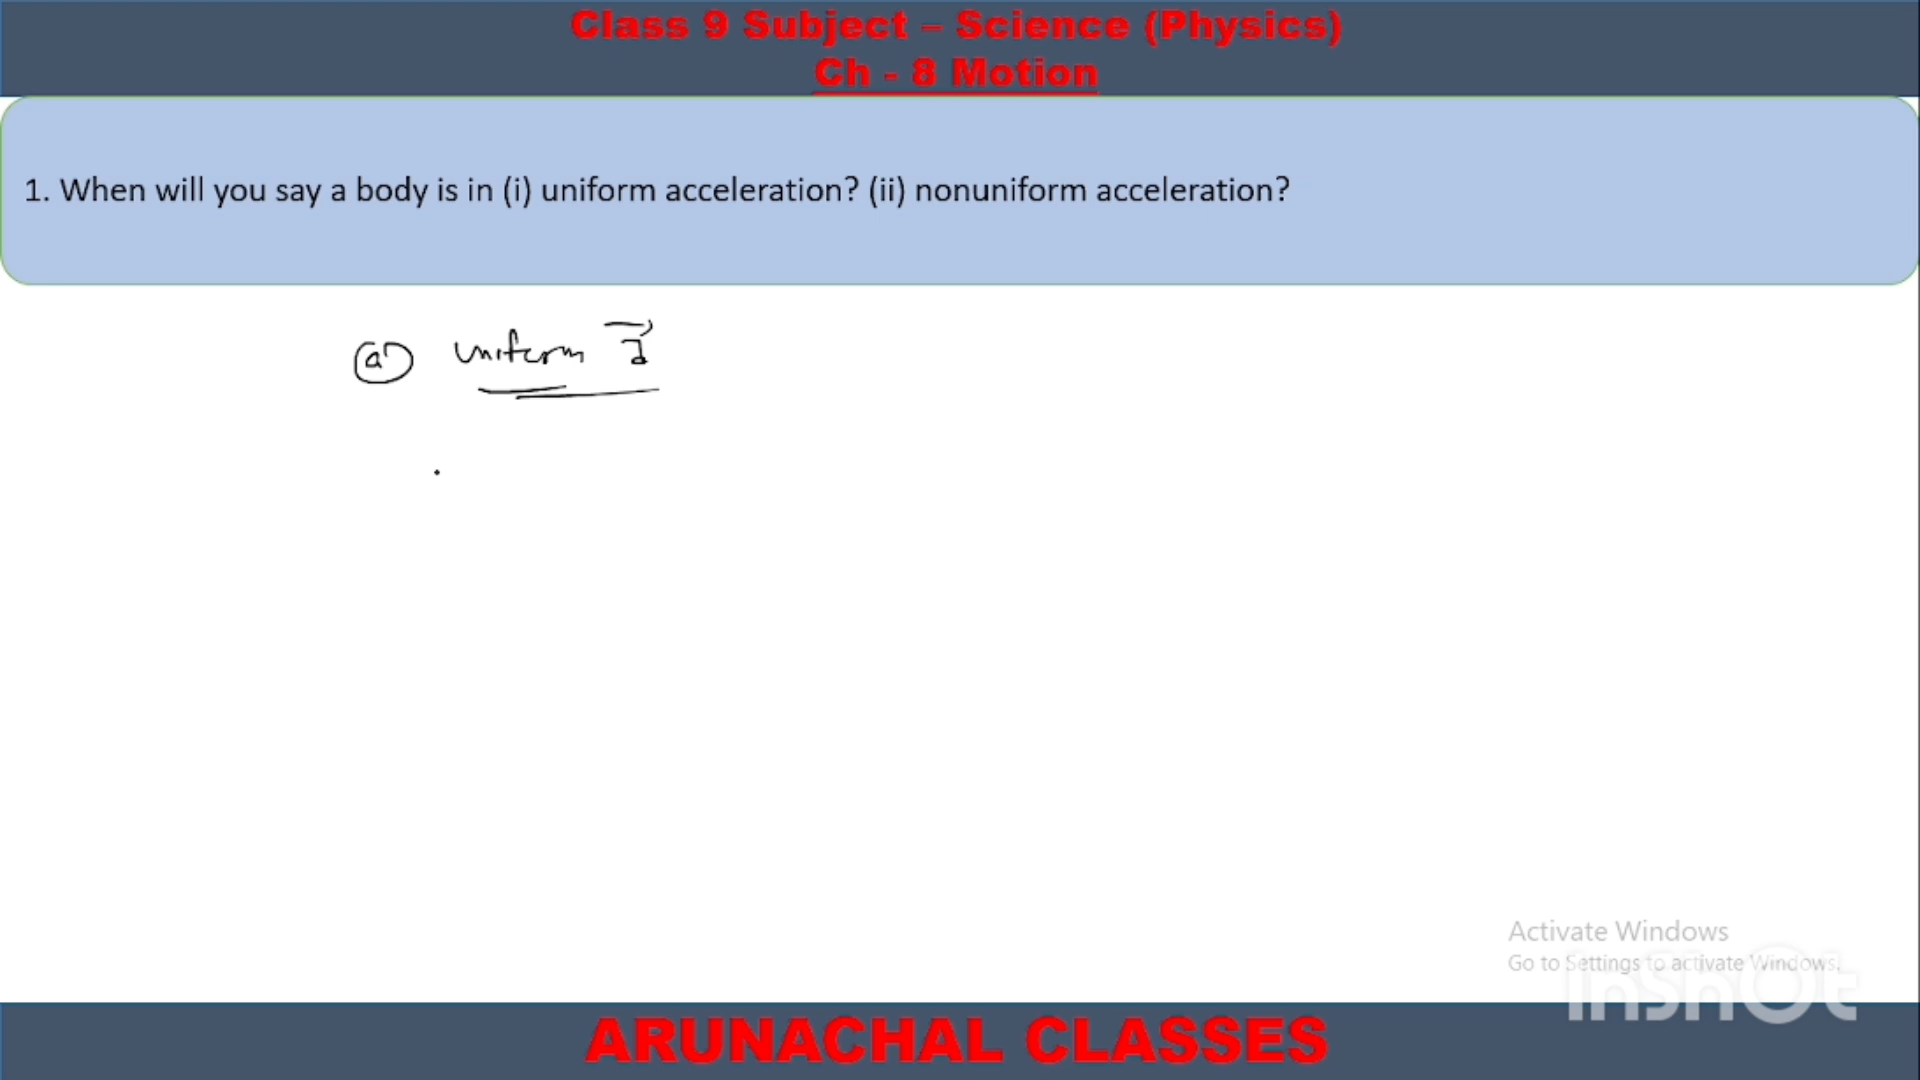 Class 9 Subject – Science (Physics)
Ch - 8 Motion
1. When will you say a body is in (i) uniform acceleration? (ii) nonuniform acceleration?
(a) uniform a⃗
Activate Windows
Go to Settings to activate Windows.
InShOt
ARUNACHAL CLASSES